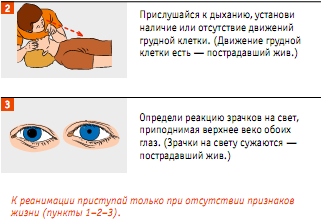 2
Прислушайся к дыханию, установи
наличие или отсутствие движений
грудной клетки. (Движение грудной
клетки есть — пострадавший жив.)
3
Определи реакцию зрачков на свет,
приподнимая верхнее веко обоих
глаз. (Зрачки на свету сужаются —
пострадавший жив.)
К реанимации приступай только при отсутствии признаков
жизни (пункты 1–2–3).